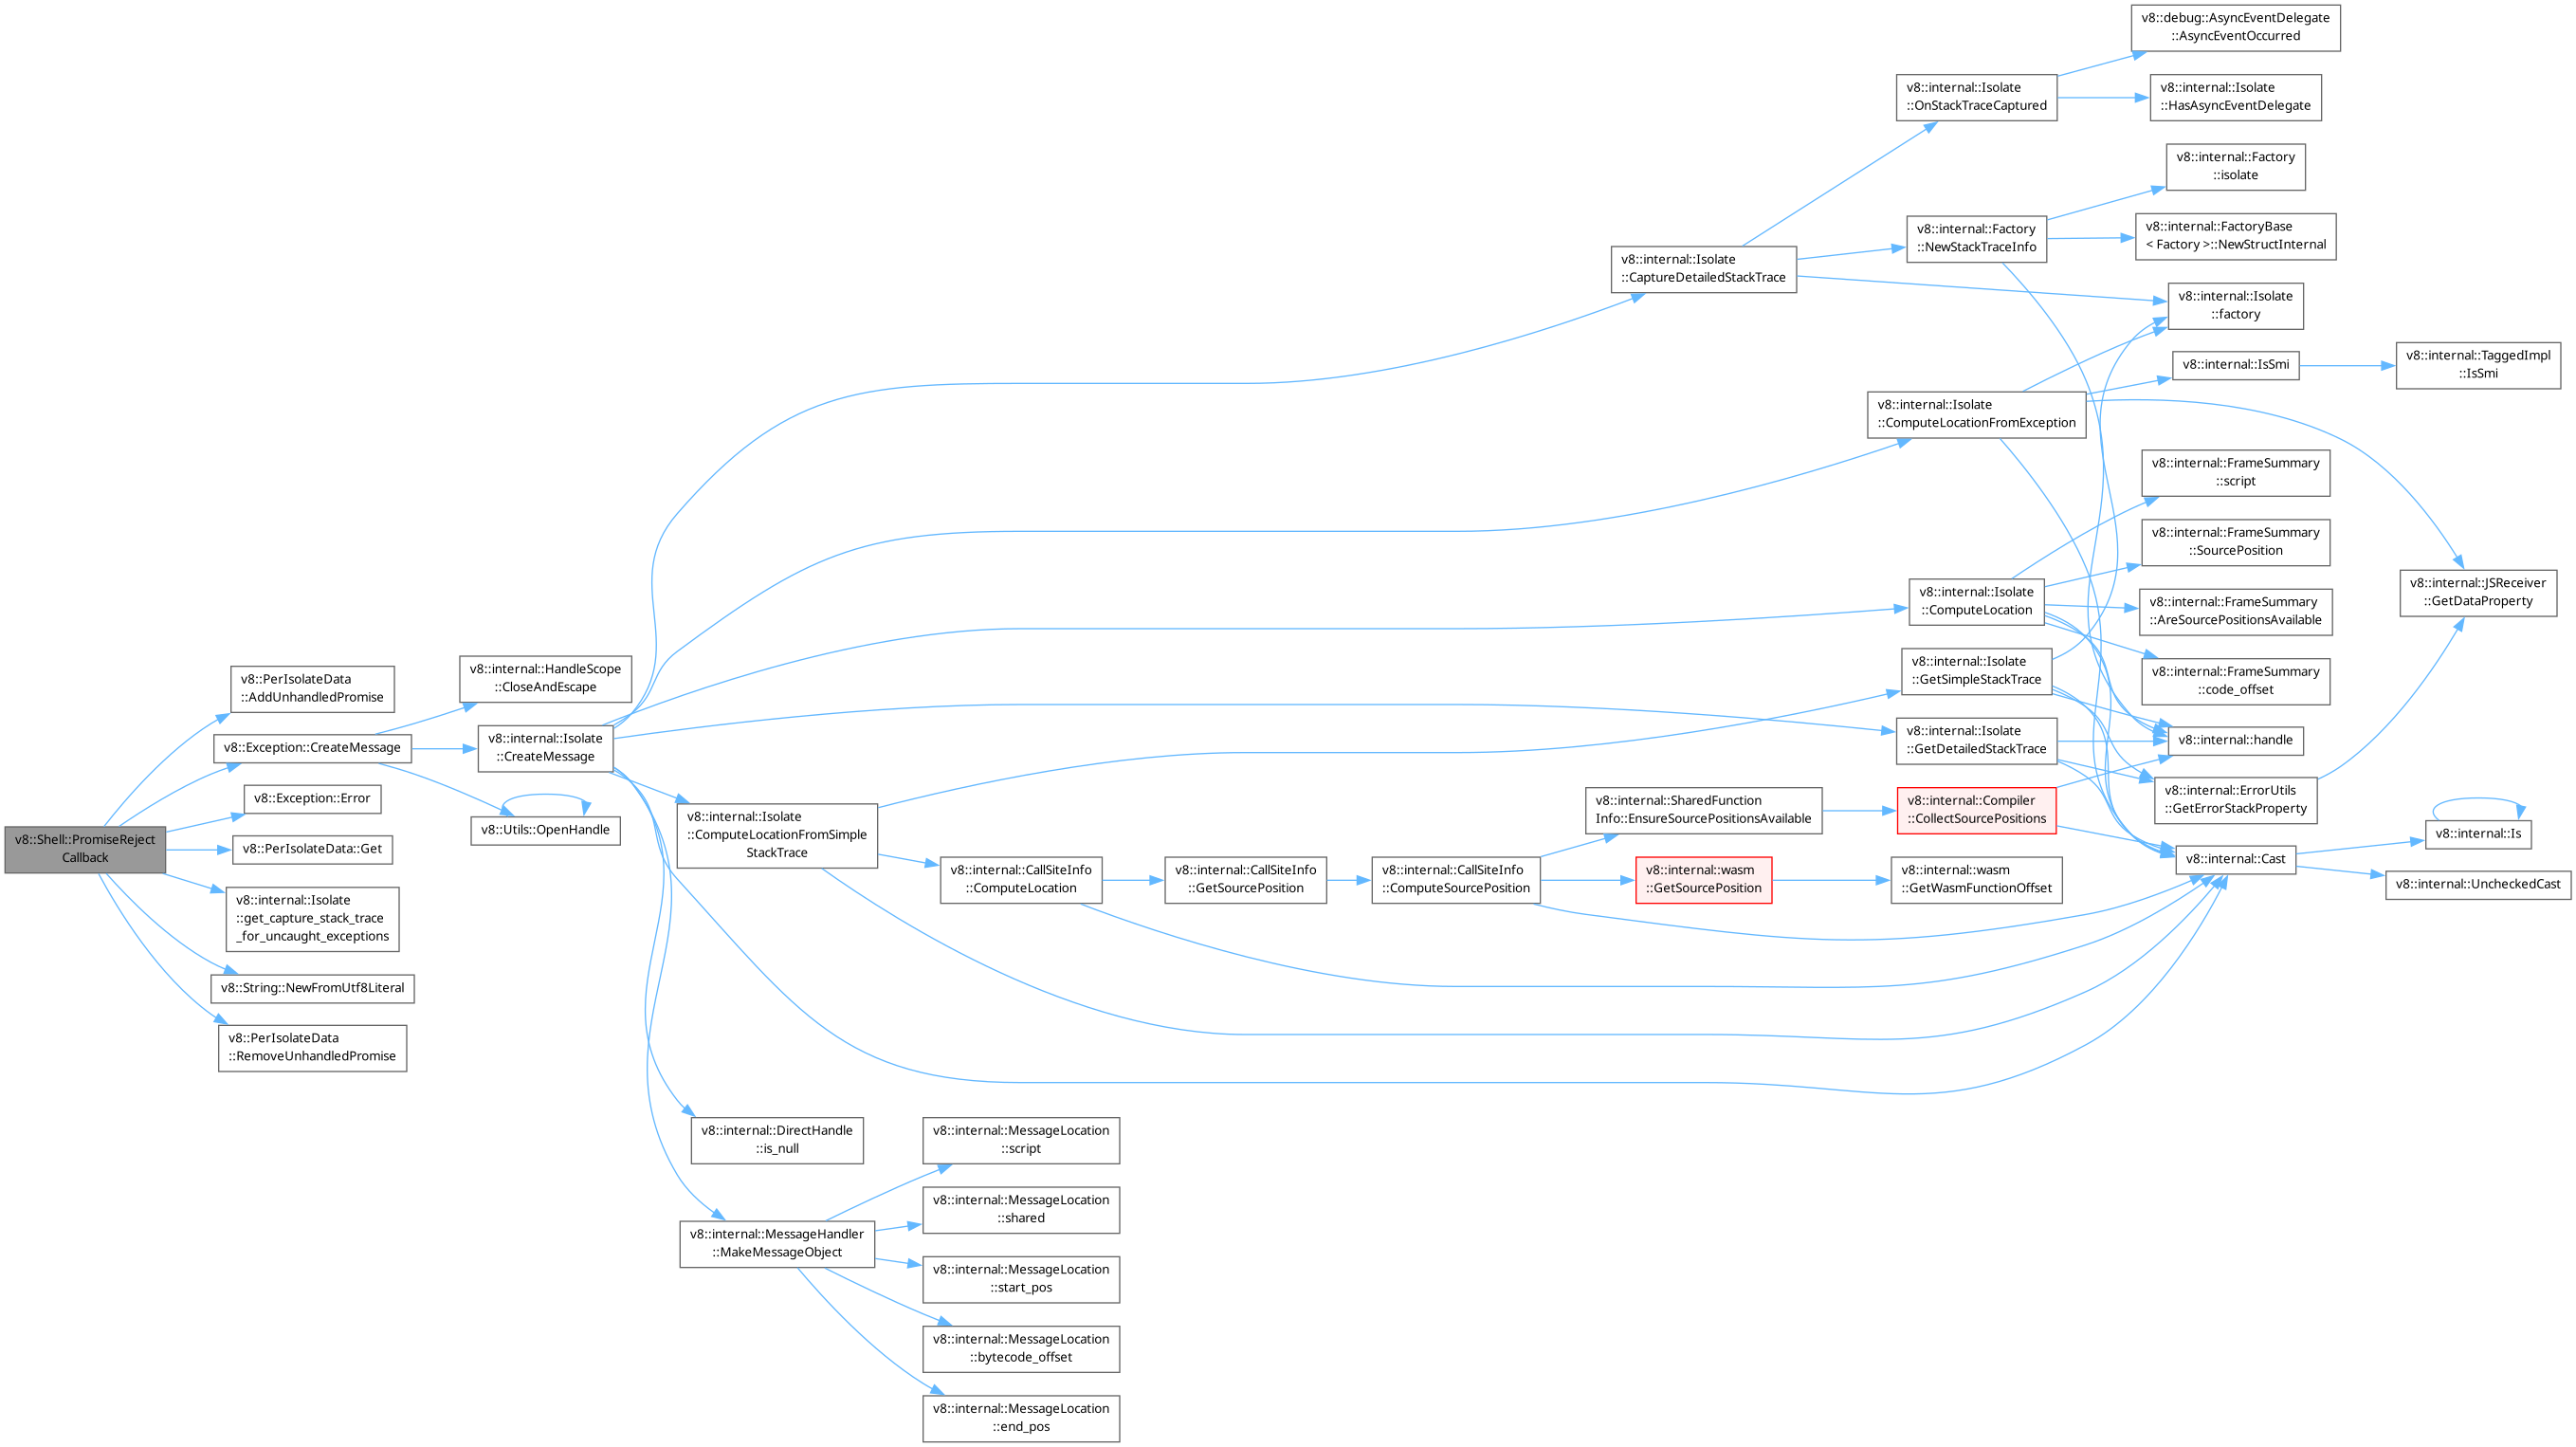 v8::Shell::PromiseReject
Callback
v8::PerIsolateData
::AddUnhandledPromise
v8::Exception::CreateMessage
v8::Exception::Error
v8::PerIsolateData::Get
v8::internal::Isolate
::get_capture_stack_trace
_for_uncaught_exceptions
v8::String::NewFromUtf8Literal
v8::PerIsolateData
::RemoveUnhandledPromise
v8::internal::HandleScope
::CloseAndEscape
v8::internal::Isolate
::CreateMessage
v8::Utils::OpenHandle
v8::internal::Isolate
::ComputeLocationFromSimple
StackTrace
v8::internal::DirectHandle
::is_null
v8::internal::MessageHandler
::MakeMessageObject
v8::internal::CallSiteInfo
::ComputeLocation
v8::internal::MessageLocation
::script
v8::internal::MessageLocation
::shared
v8::internal::MessageLocation
::start_pos
v8::internal::MessageLocation
::bytecode_offset
v8::internal::MessageLocation
::end_pos
v8::internal::CallSiteInfo
::GetSourcePosition
v8::internal::CallSiteInfo
::ComputeSourcePosition
v8::internal::Isolate
::CaptureDetailedStackTrace
v8::internal::SharedFunction
Info::EnsureSourcePositionsAvailable
v8::internal::wasm
::GetSourcePosition
v8::internal::Isolate
::OnStackTraceCaptured
v8::internal::Factory
::NewStackTraceInfo
v8::internal::Isolate
::ComputeLocationFromException
v8::internal::Isolate
::ComputeLocation
v8::internal::Isolate
::GetSimpleStackTrace
v8::internal::Isolate
::GetDetailedStackTrace
v8::internal::Compiler
::CollectSourcePositions
v8::internal::wasm
::GetWasmFunctionOffset
v8::debug::AsyncEventDelegate
::AsyncEventOccurred
v8::internal::Isolate
::HasAsyncEventDelegate
v8::internal::Factory
::isolate
v8::internal::FactoryBase
< Factory >::NewStructInternal
v8::internal::Isolate
::factory
v8::internal::IsSmi
v8::internal::FrameSummary
::script
v8::internal::FrameSummary
::SourcePosition
v8::internal::FrameSummary
::AreSourcePositionsAvailable
v8::internal::FrameSummary
::code_offset
v8::internal::handle
v8::internal::ErrorUtils
::GetErrorStackProperty
v8::internal::Cast
v8::internal::TaggedImpl
::IsSmi
v8::internal::JSReceiver
::GetDataProperty
v8::internal::Is
v8::internal::UncheckedCast